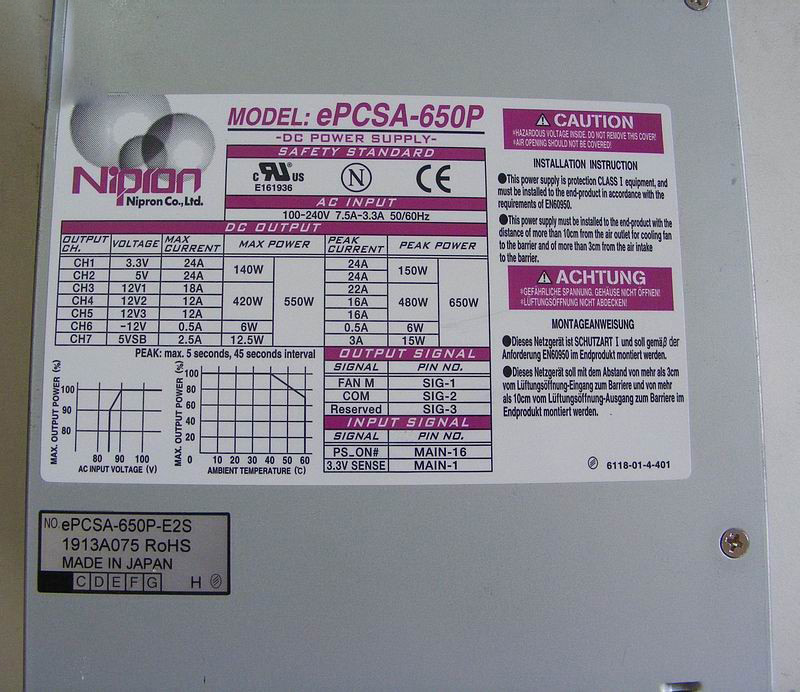 Nipron
Nipron Co., Ltd.
MODEL: ePCSA-650P
-DC POWER SUPPLY-
SAFETY STANDARD
c RU ® US
E161936
N
CE
AC INPUT
100-240V 7.5A-3.3A 50/60Hz
DC OUTPUT
OUTPUT CH. VOLTAGE MAX CURRENT MAX POWER PEAK CURRENT PEAK POWER
CH1 3.3V 24A 140W 550W 24A 150W 650W
CH2 5V 24A 24A
CH3 12V1 18A 420W 22A 480W
CH4 12V2 12A 16A
CH5 12V3 12A 16A
CH6 -12V 0.5A 6W 0.5A 6W
CH7 5VSB 2.5A 12.5W 3A 15W
PEAK: max. 5 seconds, 45 seconds interval
MAX. OUTPUT POWER (%)
100
90
80
80 90 100
AC INPUT VOLTAGE (V)
MAX. OUTPUT POWER (%)
100
80
60
40
20
0
10 20 30 40 50 60
AMBIENT TEMPERATURE (℃)
OUTPUT SIGNAL
SIGNAL PIN NO.
FAN M SIG-1
COM SIG-2
Reserved SIG-3
INPUT SIGNAL
SIGNAL PIN NO.
PS_ON# MAIN-16
3.3V SENSE MAIN-1
⚠ CAUTION
※HAZARDOUS VOLTAGE INSIDE. DO NOT REMOVE THIS COVER!
※AIR OPENING SHOULD NOT BE COVERED!
INSTALLATION INSTRUCTION
●This power supply is protection CLASS I equipment, and
must be installed to the end-product in accordance with the
requirements of EN60950.
●This power supply must be installed to the end-product with the
distance of more than 10cm from the air outlet for cooling fan
to the barrier and of more than 3cm from the air intake
to the barrier.
⚠ ACHTUNG
※GEFÄHRLICHE SPANNUNG. GEHÄUSE NICHT ÖFFNEN!
※LÜFTUNGSÖFFNUNG NICHT ABDECKEN!
MONTAGEANWEISUNG
●Dieses Netzgerät ist SCHUTZART I und soll gemäβ der
Anforderung EN60950 im Endprodukt montiert werden.
●Dieses Netzgerät soll mit dem Abstand von mehr als 3cm
vom Lüftungsöffnung-Eingang zum Barriere und von mehr
als 10cm vom Lüftungsöffnung-Ausgang zum Barriere im
Endprodukt montiert werden.
6118-01-4-401
NO. ePCSA-650P-E2S
1913A075 RoHS
MADE IN JAPAN
C D E F G H